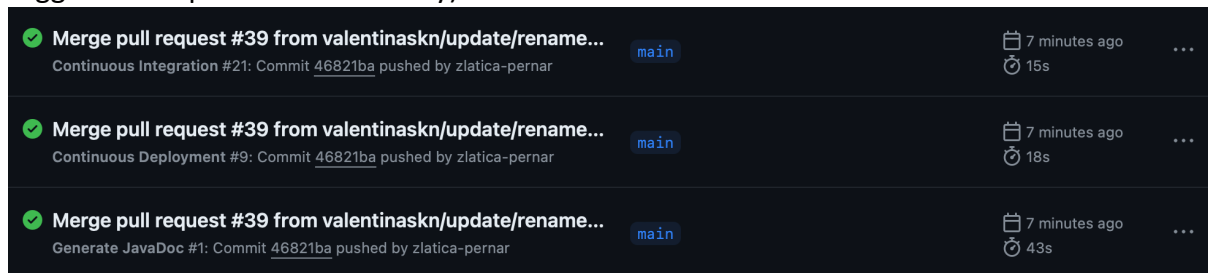 Merge pull request #39 from valentinaskn/update/rename...
main
7 minutes ago
Continuous Integration #21: Commit 46821ba pushed by zlatica-pernar
15s
Merge pull request #39 from valentinaskn/update/rename...
main
7 minutes ago
Continuous Deployment #9: Commit 46821ba pushed by zlatica-pernar
18s
Merge pull request #39 from valentinaskn/update/rename...
main
7 minutes ago
Generate JavaDoc #1: Commit 46821ba pushed by zlatica-pernar
43s